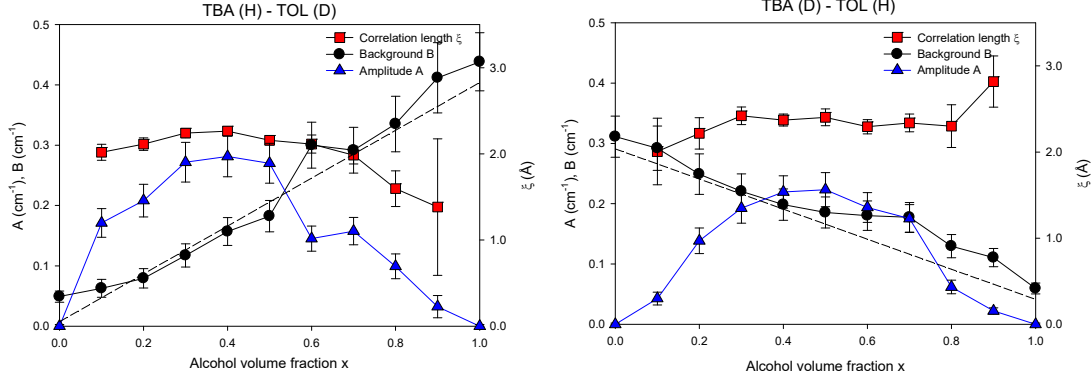 TBA (H) - TOL (D)
0.5
0.4
0.3
0.2
0.1
0.0
A (cm-1), B (cm-1)
Correlation length ξ
Background B
Amplitude A
3.0
2.0
1.0
0.0
ξ (Å)
0.0 0.2 0.4 0.6 0.8 1.0
Alcohol volume fraction x
TBA (D) - TOL (H)
0.5
0.4
0.3
0.2
0.1
0.0
A (cm-1), B (cm-1)
Correlation length ξ
Background B
Amplitude A
3.0
2.0
1.0
0.0
ξ (Å)
0.0 0.2 0.4 0.6 0.8 1.0
Alcohol volume fraction x